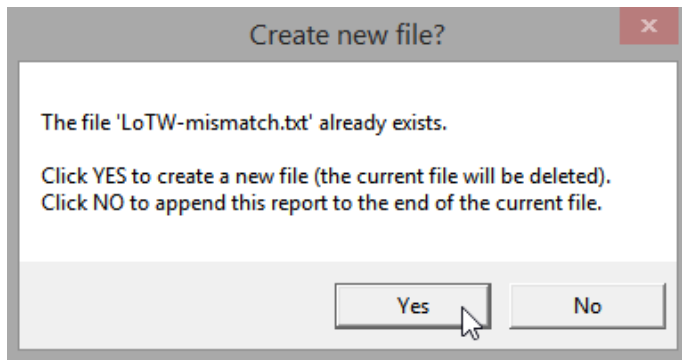 Create new file?
The file 'LoTW-mismatch.txt' already exists.
Click YES to create a new file (the current file will be deleted).
Click NO to append this report to the end of the current file.
Yes
No